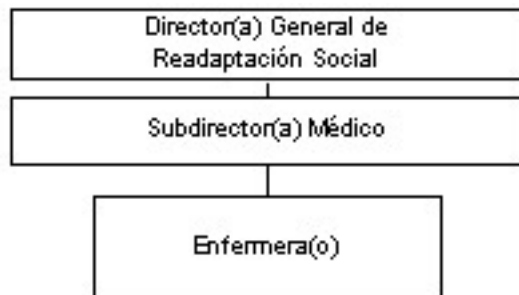 Director(a) General de
Readaptación Social
Subdirector(a) Médico
Enfermera(o)